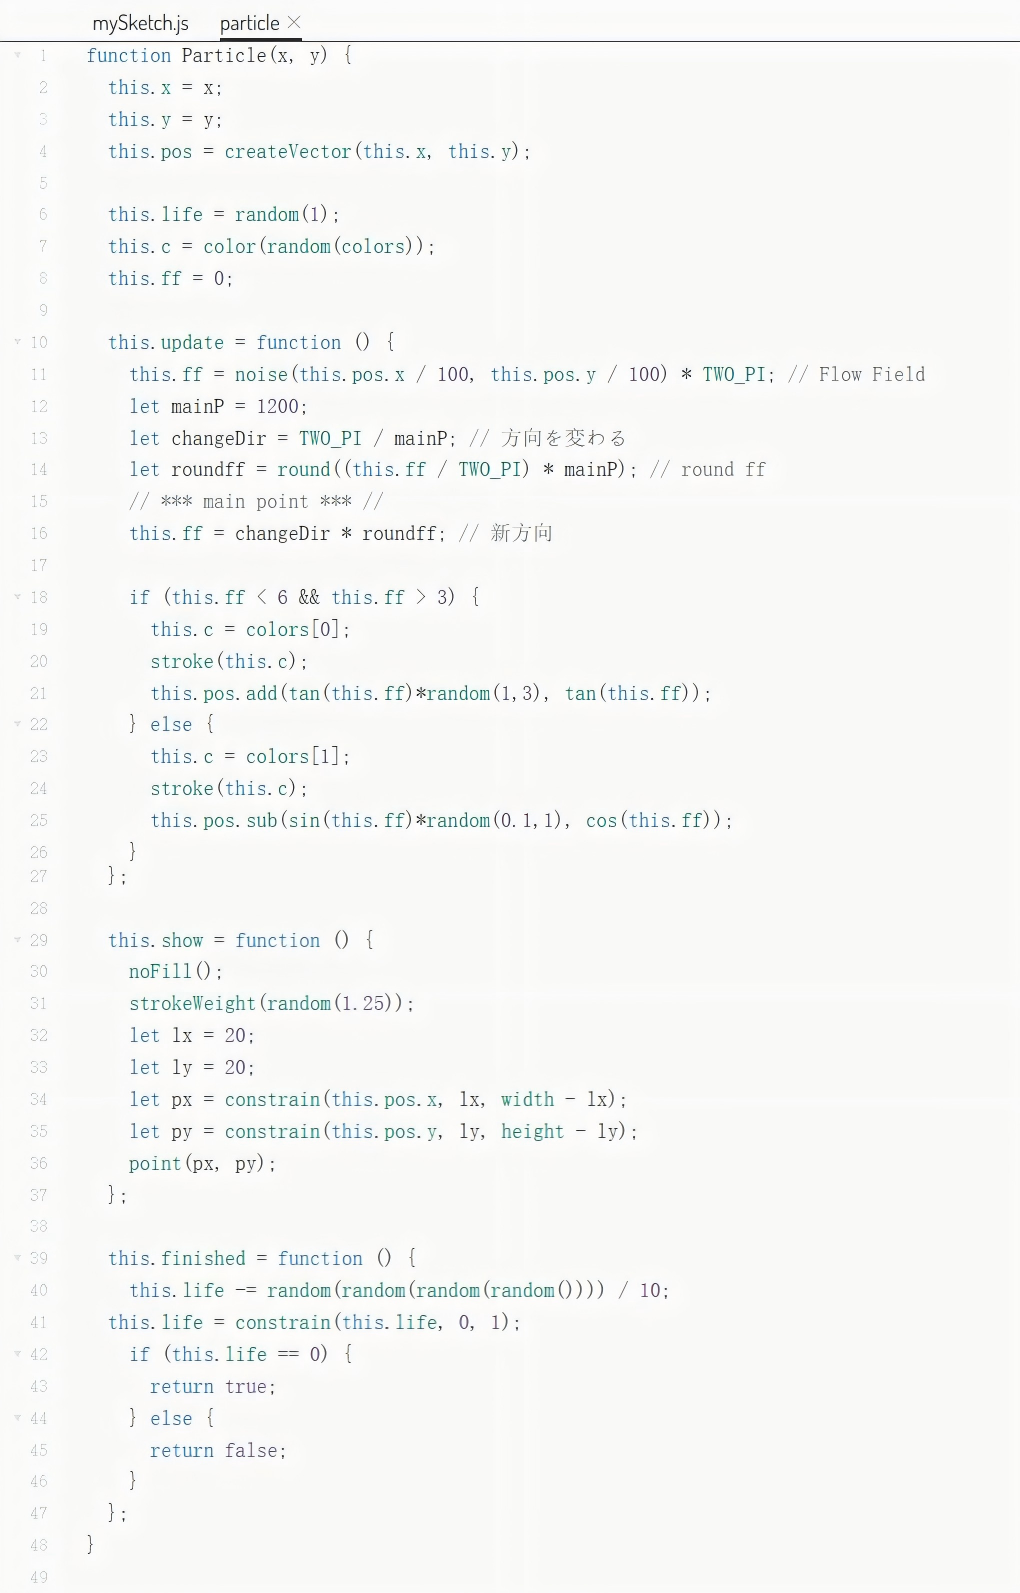 mySketch.js particle ×
1 function Particle(x, y) {
2 this.x = x;
3 this.y = y;
4 this.pos = createVector(this.x, this.y);
5
6 this.life = random(1);
7 this.c = color(random(colors));
8 this.ff = 0;
9
10 this.update = function () {
11 this.ff = noise(this.pos.x / 100, this.pos.y / 100) * TWO_PI; // Flow Field
12 let mainP = 1200;
13 let changeDir = TWO_PI / mainP; // 方向を変わる
14 let roundff = round((this.ff / TWO_PI) * mainP); // round ff
15 // *** main point *** //
16 this.ff = changeDir * roundff; // 新方向
17
18 if (this.ff < 6 && this.ff > 3) {
19 this.c = colors[0];
20 stroke(this.c);
21 this.pos.add(tan(this.ff)*random(1,3), tan(this.ff));
22 } else {
23 this.c = colors[1];
24 stroke(this.c);
25 this.pos.sub(sin(this.ff)*random(0.1,1), cos(this.ff));
26 }
27 };
28
29 this.show = function () {
30 noFill();
31 strokeWeight(random(1.25));
32 let lx = 20;
33 let ly = 20;
34 let px = constrain(this.pos.x, lx, width - lx);
35 let py = constrain(this.pos.y, ly, height - ly);
36 point(px, py);
37 };
38
39 this.finished = function () {
40 this.life -= random(random(random(random()))) / 10;
41 this.life = constrain(this.life, 0, 1);
42 if (this.life == 0) {
43 return true;
44 } else {
45 return false;
46 }
47 };
48 }
49